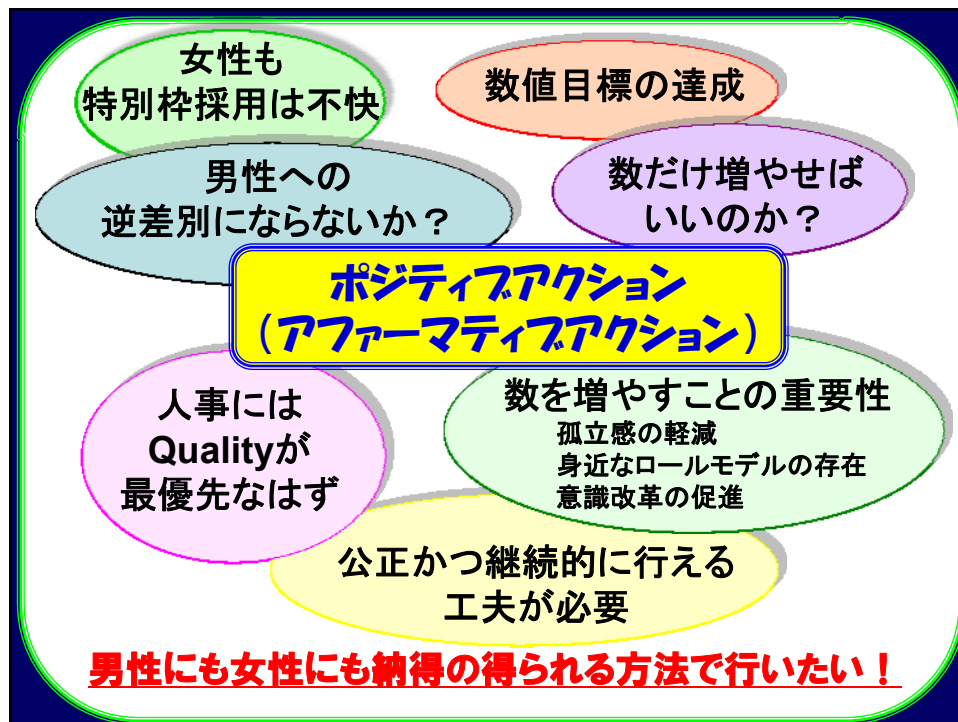 女性も
特別枠採用は不快
数値目標の達成
男性への
逆差別にならないか？
数だけ増やせば
いいのか？
ポジティブアクション
（アファーマティブアクション）
人事には
Qualityが
最優先なはず
数を増やすことの重要性
孤立感の軽減
身近なロールモデルの存在
意識改革の促進
公正かつ継続的に行える
工夫が必要
男性にも女性にも納得の得られる方法で行いたい！